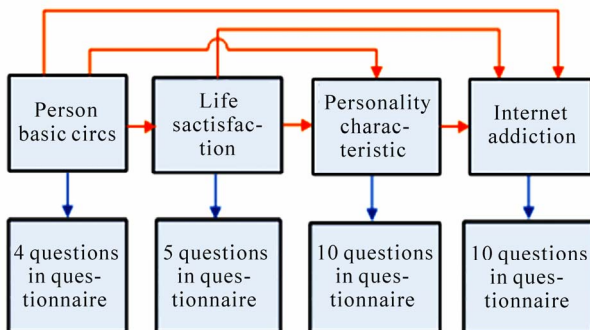 Person
basic circs
Life
sactisfac-
tion
Personality
charac-
teristic
Internet
addiction
4 questions
in ques-
tionnaire
5 questions
in ques-
tionnaire
10 questions
in ques-
tionnaire
10 questions
in ques-
tionnaire